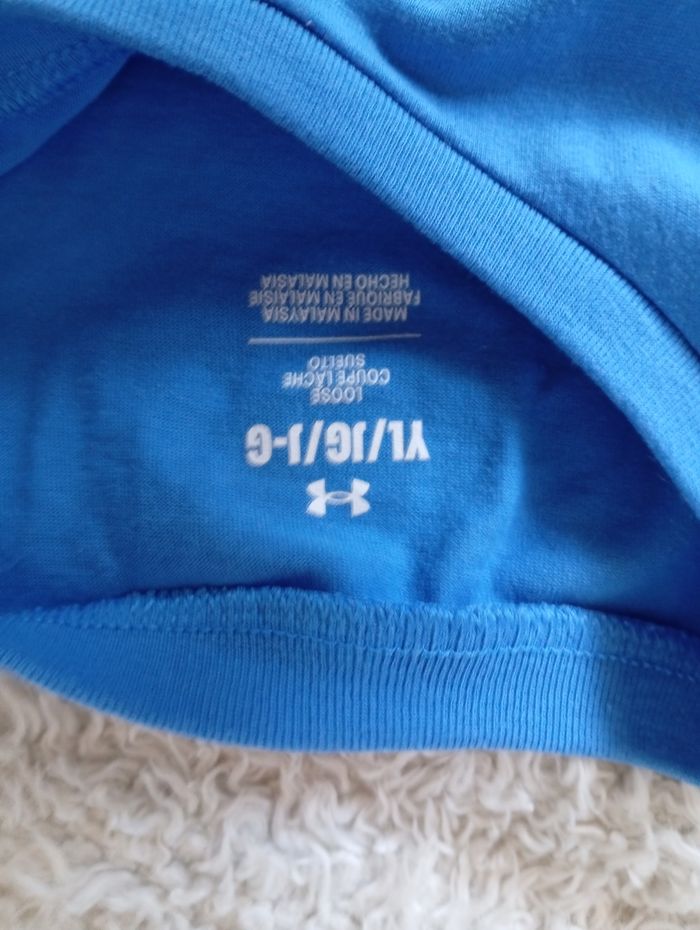 YL/JG/J-G
LOOSE
COUPE LÂCHE
SUELTO
MADE IN MALAYSIA
FABRIQUÉ EN MALAISIE
HECHO EN MALASIA